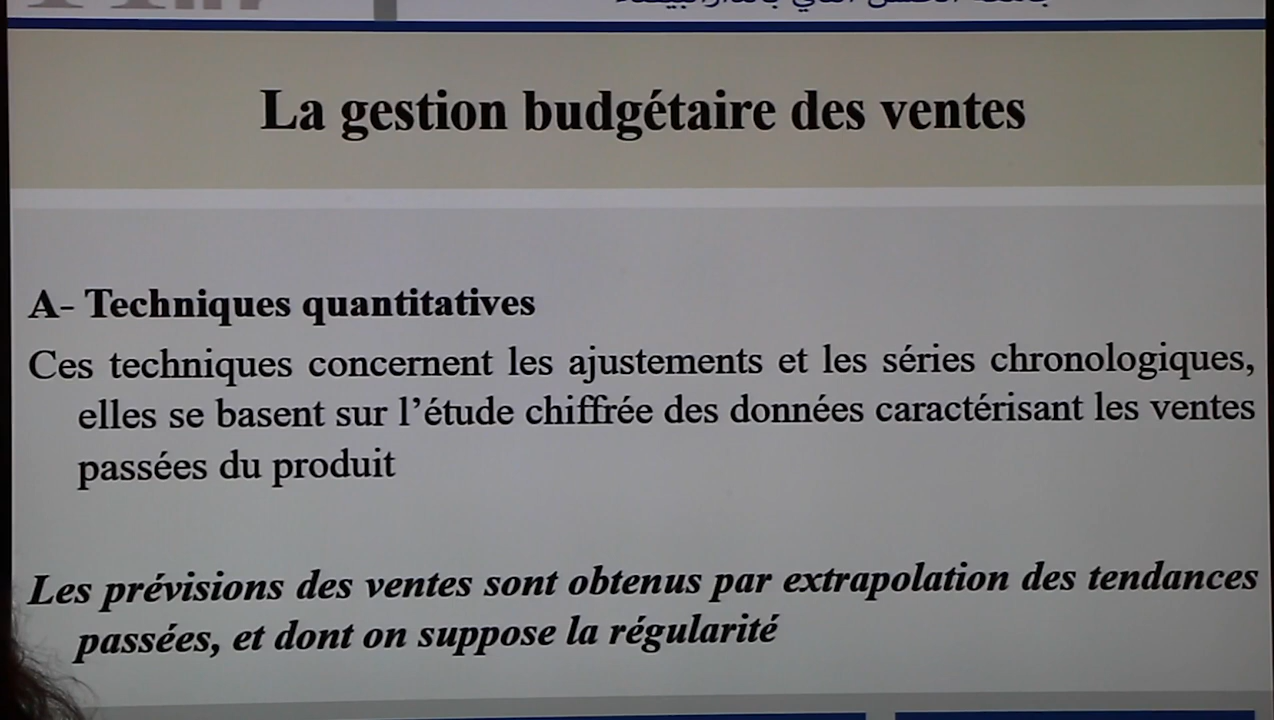 La gestion budgétaire des ventes
A- Techniques quantitatives
Ces techniques concernent les ajustements et les séries chronologiques,
elles se basent sur l’étude chiffrée des données caractérisant les ventes
passées du produit
Les prévisions des ventes sont obtenus par extrapolation des tendances
passées, et dont on suppose la régularité